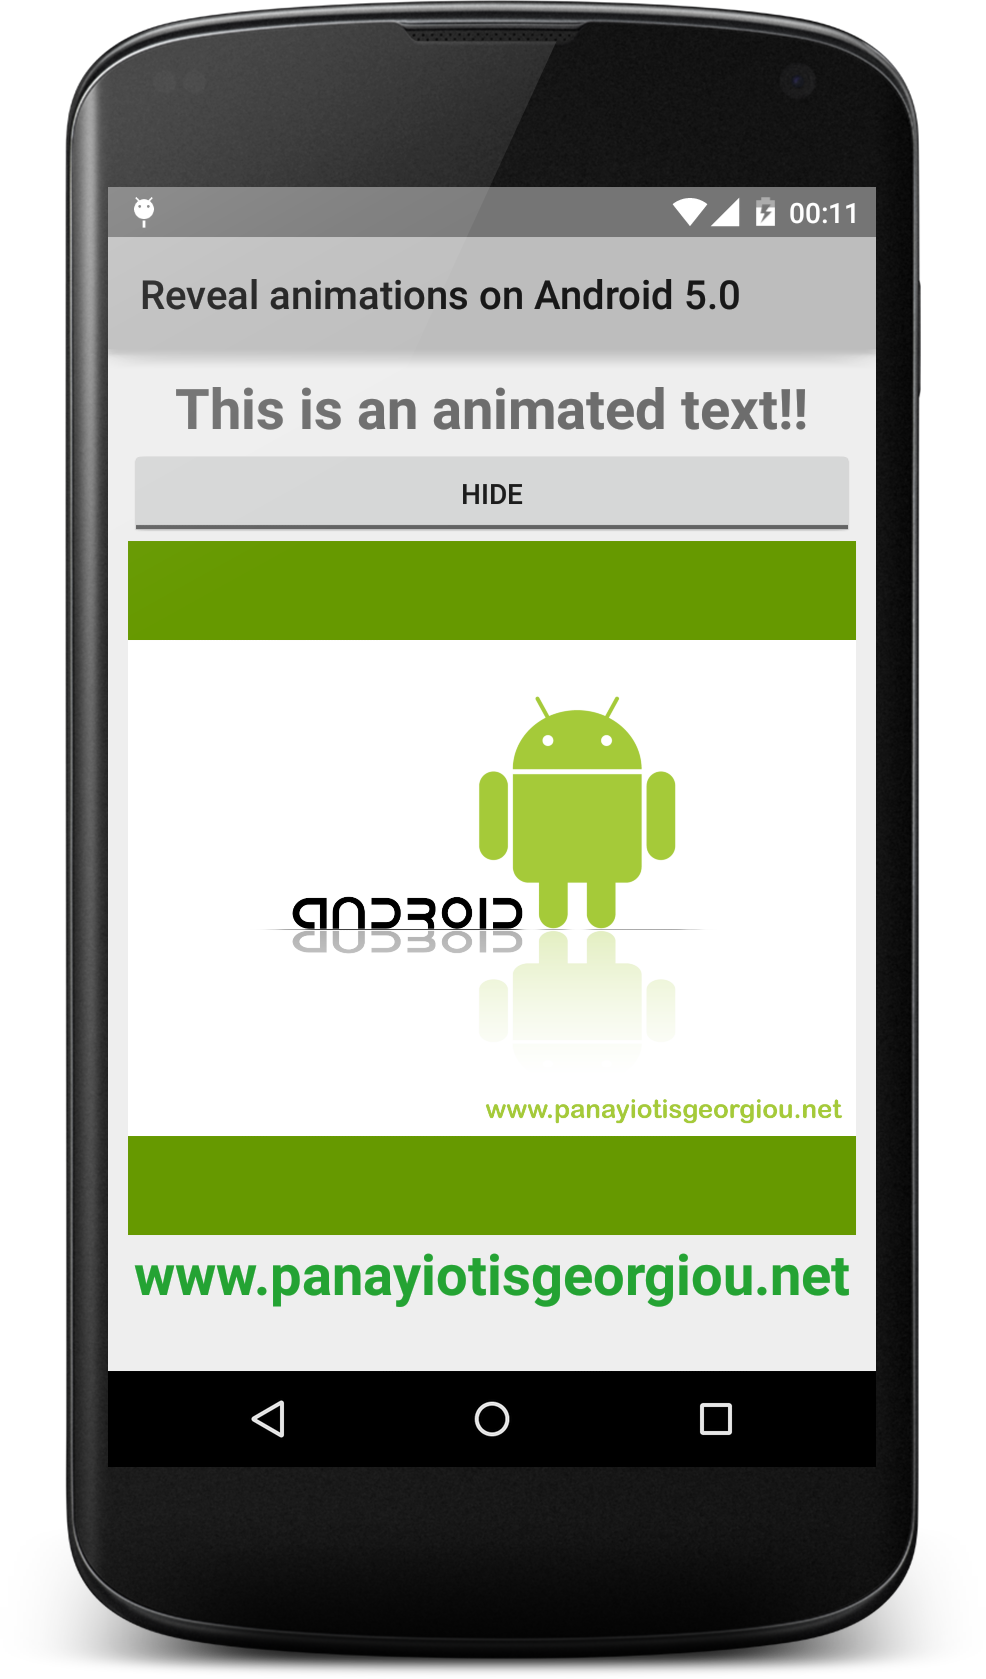 00:11
Reveal animations on Android 5.0
This is an animated text!!
HIDE
ANDROID
www.panayiotisgeorgiou.net
www.panayiotisgeorgiou.net